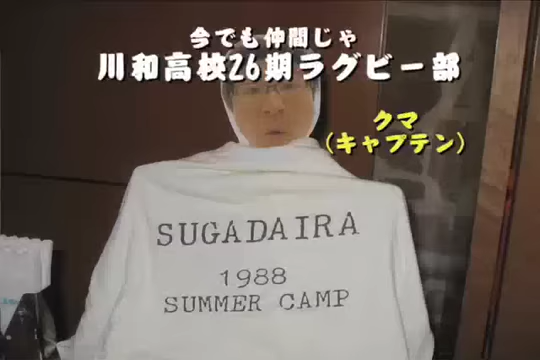 今でも仲間じゃ
川和高校26期ラグビー部
クマ
(キャプテン)
SUGADAIRA
1988
SUMMER CAMP